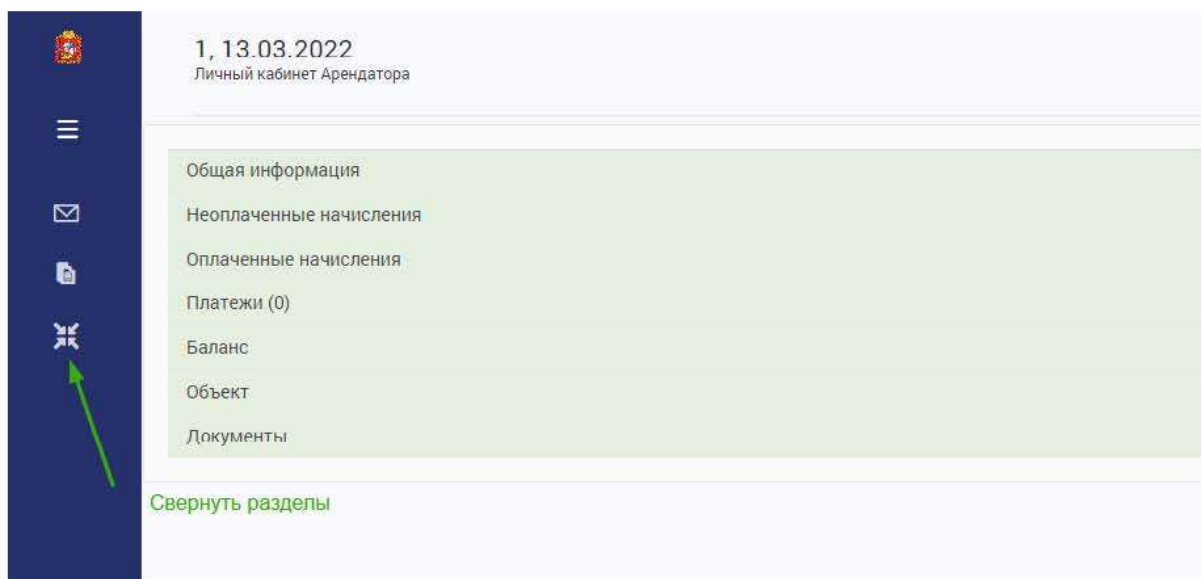 1, 13.03.2022
Личный кабинет Арендатора
Общая информация
Неоплаченные начисления
Оплаченные начисления
Платежи (0)
Баланс
Объект
Документы
Свернуть разделы